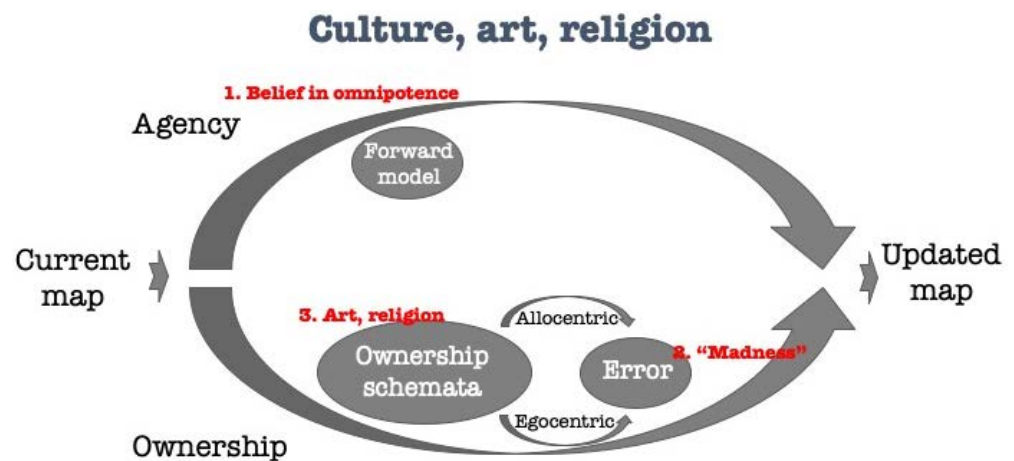 Culture, art, religion
1. Belief in omnipotence
Agency
Forward
model
Current
map
Updated
map
3. Art, religion
Allocentric
2. “Madness”
Ownership
schemata
Error
Egocentric
Ownership